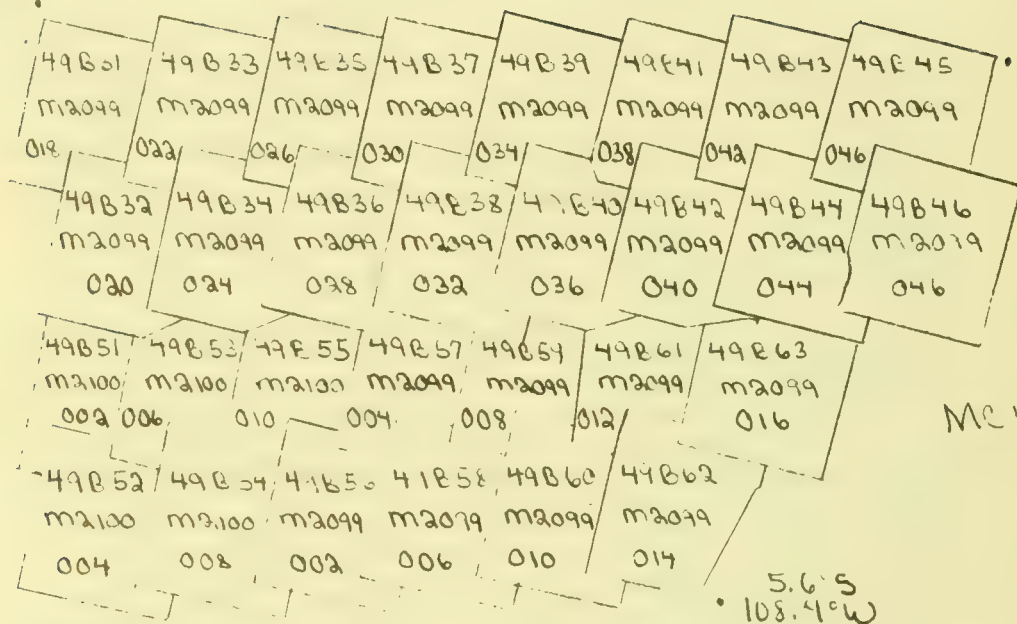 49B31 49B33 49B35 49B37 49B39 49B41 49B43 49B45
M2099 M2099 M2099 M2099 M2099 M2099 M2099 M2099
018 022 026 030 034 038 042 046
49B32 49B34 49B36 49B38 49B40 49B42 49B44 49B46
M2099 M2099 M2099 M2099 M2099 M2099 M2099 M2099
020 024 028 032 036 040 044 046
49B51 49B53 49B55 49B57 49B59 49B61 49B63
M2100 M2100 M2100 M2099 M2099 M2099 M2099
002 006 010 004 008 012 016
MC
49B52 49B54 49B56 49B58 49B60 49B62
M2100 M2100 M2099 M2099 M2099 M2099
004 008 002 006 010 014
5.6°S
108.4°W